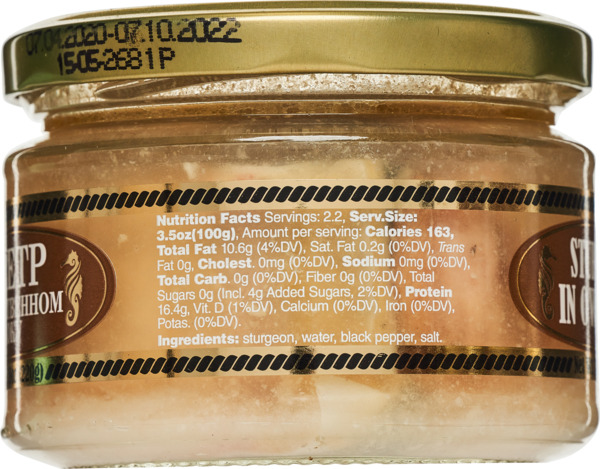 07.04.2020-07.10.2022
1505-2681P
Nutrition Facts Servings: 2.2, Serv.Size:
3.5oz(100g), Amount per serving: Calories 163,
Total Fat 10.6g (4%DV), Sat. Fat 0.2g (0%DV), Trans
Fat 0g, Cholest. 0mg (0%DV), Sodium 0mg (0%DV),
Total Carb. 0g (0%DV), Fiber 0g (0%DV), Total
Sugars 0g (Incl. 4g Added Sugars, 2%DV), Protein
16.4g, Vit. D (1%DV), Calcium (0%DV), Iron (0%DV),
Potas. (0%DV).
Ingredients: sturgeon, water, black pepper, salt.
ЕТР
ЕННОМ
ST
IN O